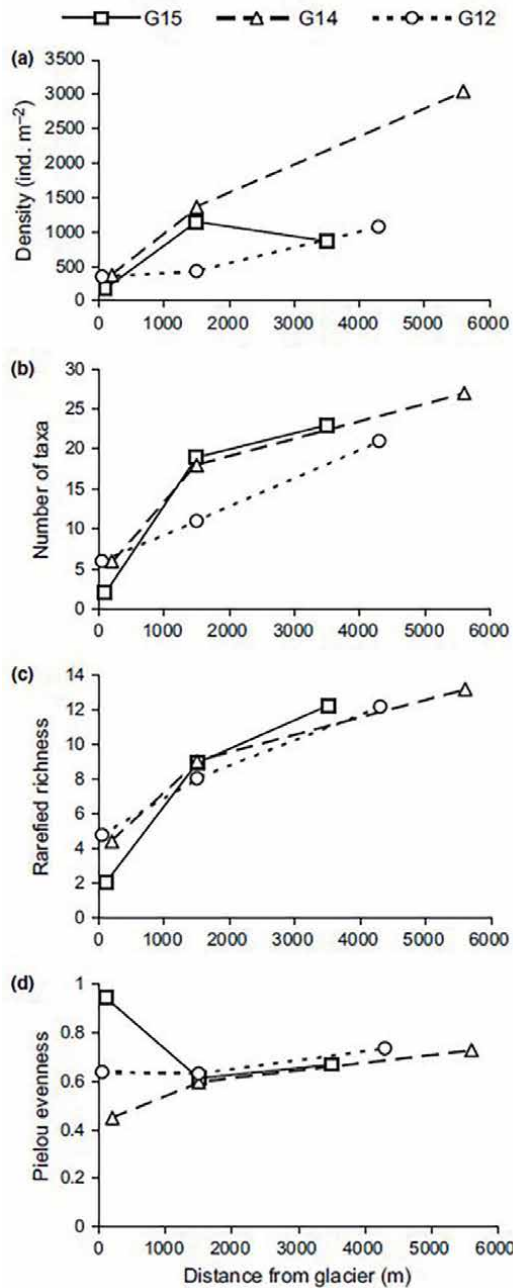 G15 G14 G12
(a)
Density (ind. m⁻²)
3500
3000
2500
2000
1500
1000
500
0
0 1000 2000 3000 4000 5000 6000
(b)
Number of taxa
30
25
20
15
10
5
0
0 1000 2000 3000 4000 5000 6000
(c)
Rarefied richness
14
12
10
8
6
4
2
0
0 1000 2000 3000 4000 5000 6000
(d)
Pielou evenness
1
0.8
0.6
0.4
0.2
0
0 1000 2000 3000 4000 5000 6000
Distance from glacier (m)